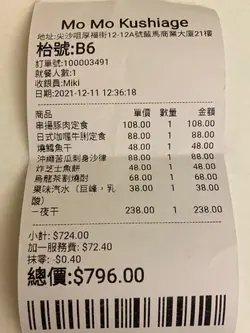 Mo Mo Kushiage
地址:尖沙咀厚福街12-12A號龍馬商業大廈21樓
枱號:B6
訂單號:100003491
就餐人數:1
收銀員:Miki
日期:2021-12-11 12:36:18
商品 單價 數量 金額
串揚豚肉定食 108.00 1 108.00
日式咖喱牛脷定食 88.00 1 88.00
燒鱈魚干 48.00 1 48.00
沖繩苦瓜刺身沙律 88.00 1 88.00
炸芝士魚餅 48.00 1 48.00
烏龍茶割燒酎 68.00 1 68.00
果味汽水（巨峰，乳酸） 38.00 1 38.00
一夜干 238.00 1 238.00
小計: $724.00
加一服務費: $72.40
抹零: -$0.40
總價:$796.00